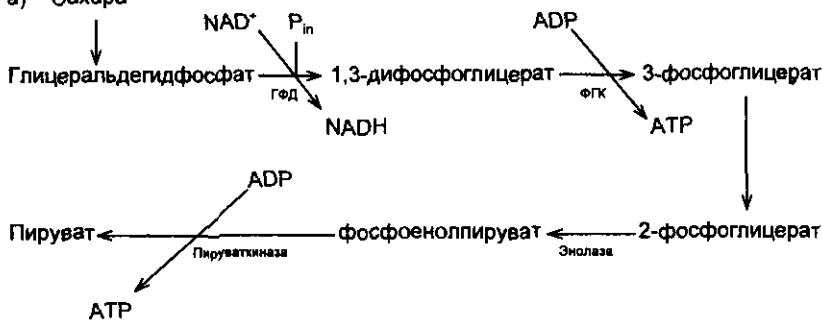 а) Сахара
NAD⁺ Pin ADP
Глицеральдегидфосфат 1,3-дифосфоглицерат 3-фосфоглицерат
ГФД ФГК
NADH ATP
ADP
Пируват фосфоенолпируват 2-фосфоглицерат
Пируваткиназа Энолаза
ATP